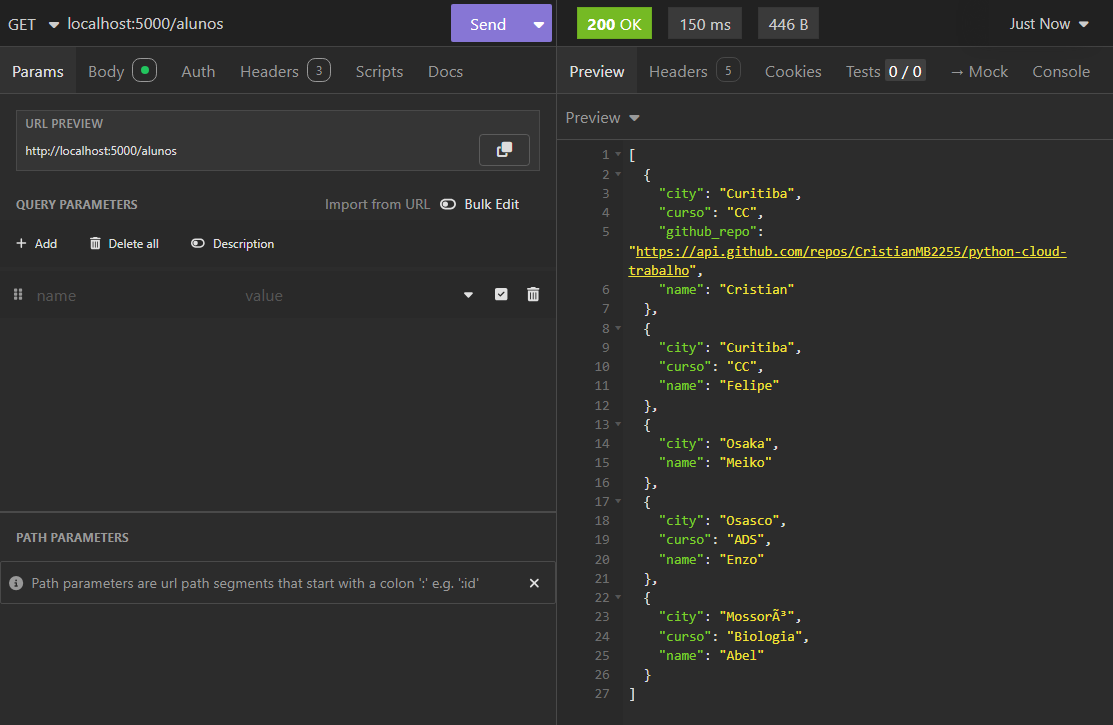 GET localhost:5000/alunos Send
200 OK 150 ms 446 B Just Now
Params Body Auth Headers 3 Scripts Docs
Preview Headers 5 Cookies Tests 0 / 0 → Mock Console
URL PREVIEW
http://localhost:5000/alunos
QUERY PARAMETERS Import from URL Bulk Edit
+ Add Delete all Description
name value
PATH PARAMETERS
Path parameters are url path segments that start with a colon ':' e.g. ':id'
Preview
1 [
2 {
3 "city": "Curitiba",
4 "curso": "CC",
5 "github_repo":
"https://api.github.com/repos/CristianMB2255/python-cloud-
trabalho",
6 "name": "Cristian"
7 },
8 {
9 "city": "Curitiba",
10 "curso": "CC",
11 "name": "Felipe"
12 },
13 {
14 "city": "Osaka",
15 "name": "Meiko"
16 },
17 {
18 "city": "Osasco",
19 "curso": "ADS",
20 "name": "Enzo"
21 },
22 {
23 "city": "MossorÃ³",
24 "curso": "Biologia",
25 "name": "Abel"
26 }
27 ]